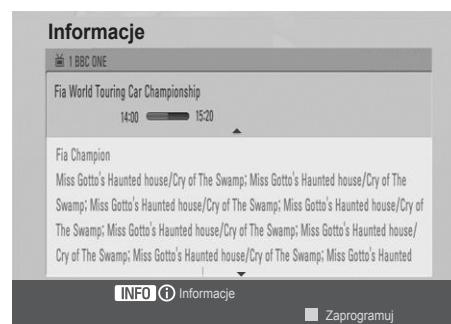 Informacje
1 BBC ONE
Fia World Touring Car Championship
14:00 15:20
Fia Champion
Miss Gotto's Haunted house/Cry of The Swamp; Miss Gotto's Haunted house/Cry of The
Swamp; Miss Gotto's Haunted house/Cry of The Swamp; Miss Gotto's Haunted house/Cry of
The Swamp; Miss Gotto's Haunted house/Cry of The Swamp; Miss Gotto's Haunted house/
Cry of The Swamp; Miss Gotto's Haunted house/Cry of The Swamp; Miss Gotto's Haunted
INFO i Informacje
Zaprogramuj